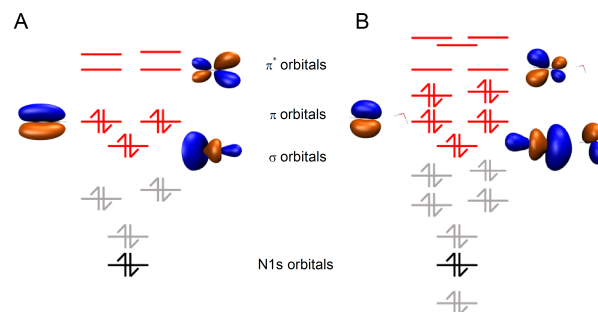 A
B
π* orbitals
π orbitals
σ orbitals
N1s orbitals